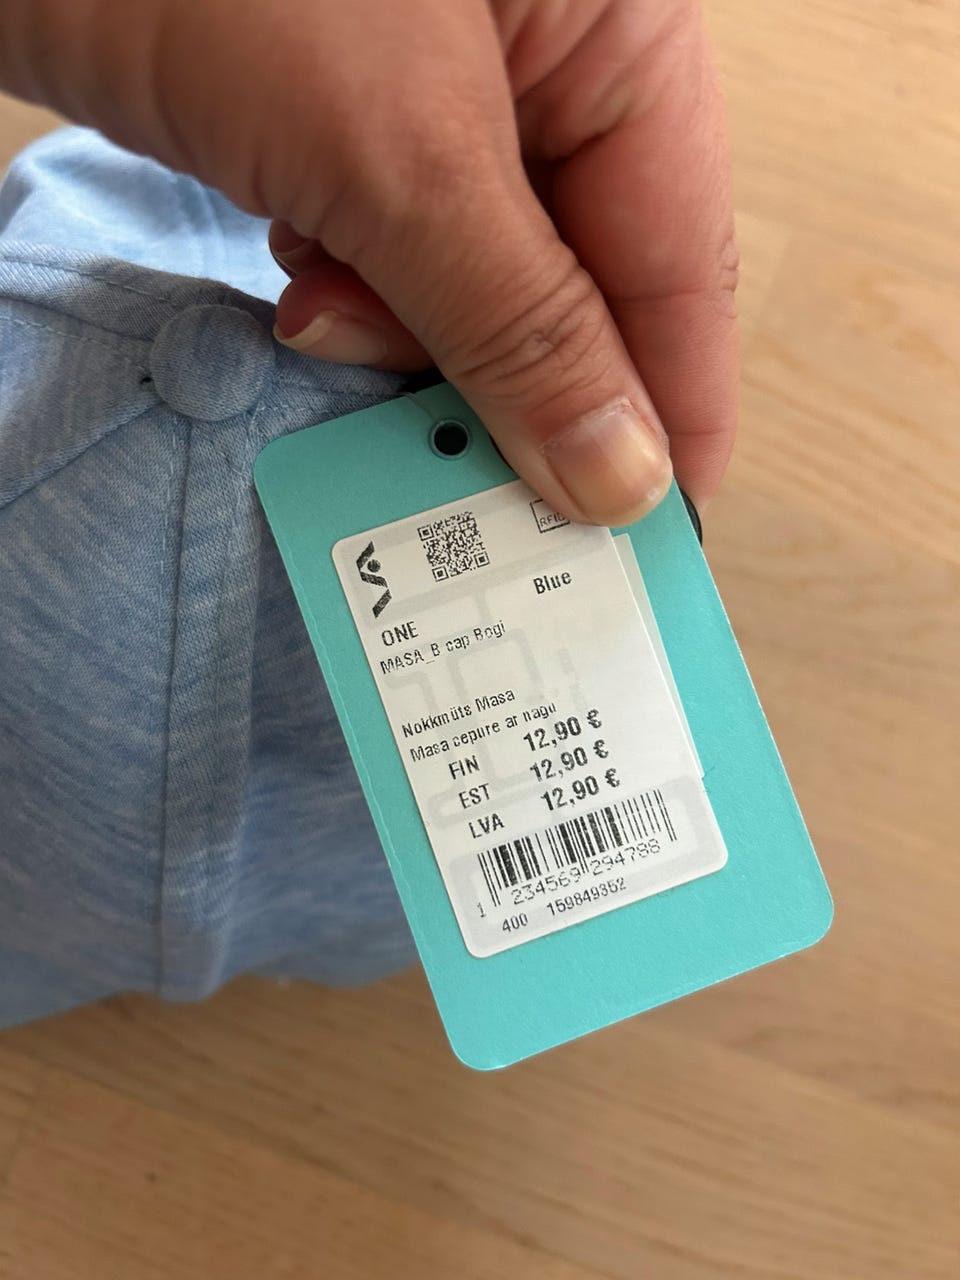 RFID
Blue
ONE
MASA_B cap Bogi
Nokkmüts Masa
Masa cepure ar nagu
FIN 12,90 €
EST 12,90 €
LVA 12,90 €
1 234569 294788
400 159849352